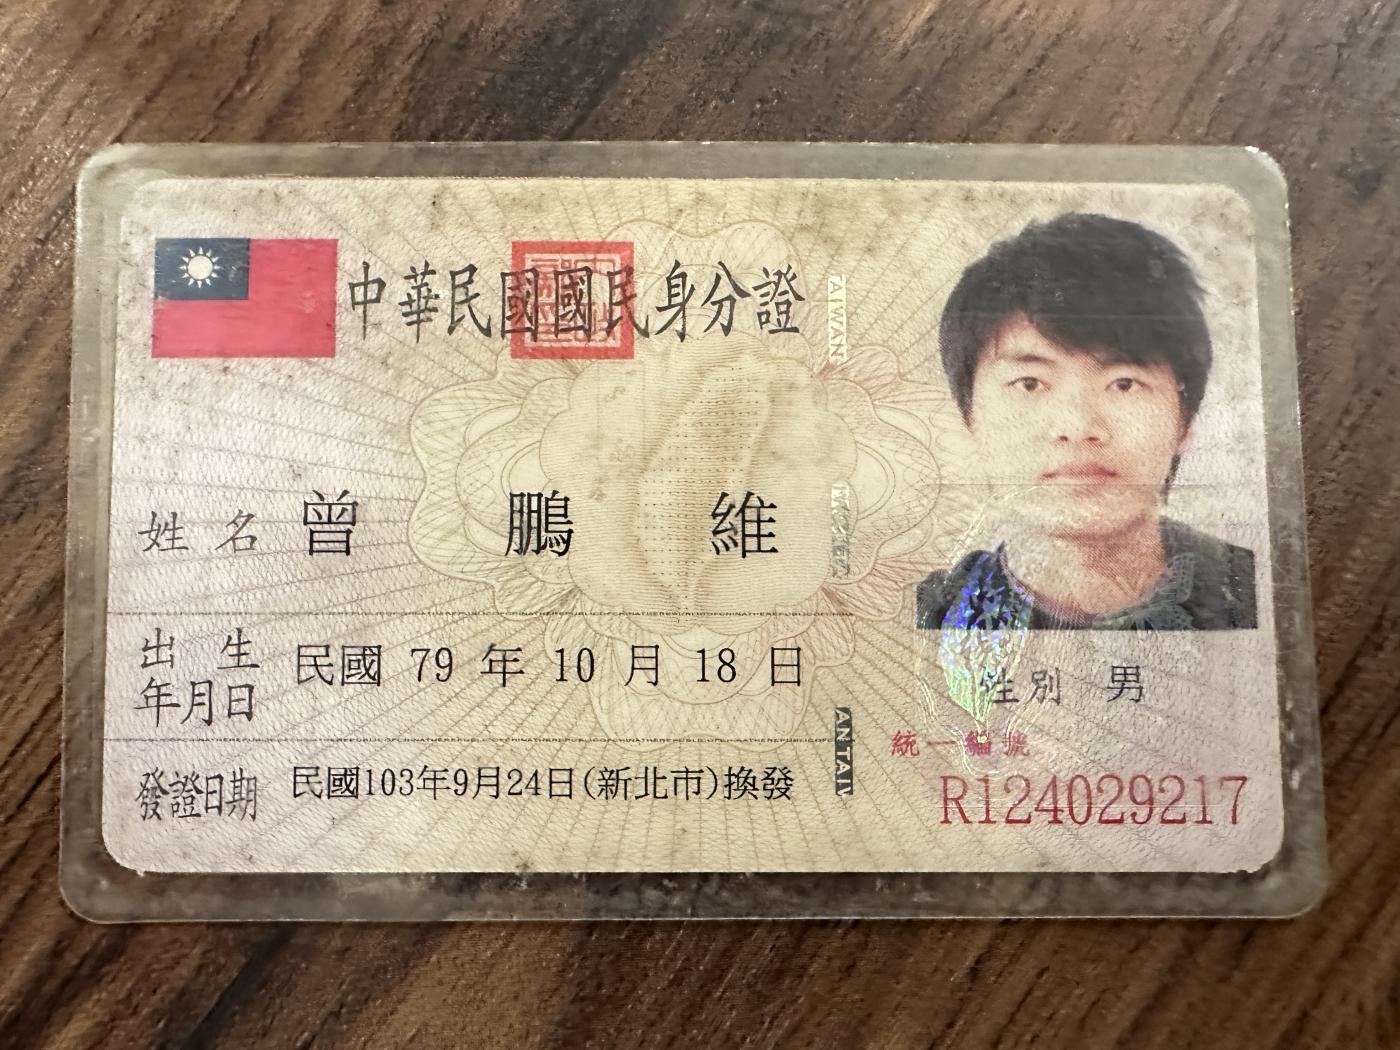 中華民國國民身分證
TAIWAN
姓名 曾鵬維
出生年月日 民國 79 年 10 月 18 日
性別 男
發證日期 民國103年9月24日(新北市)換發
統一編號
R124029217